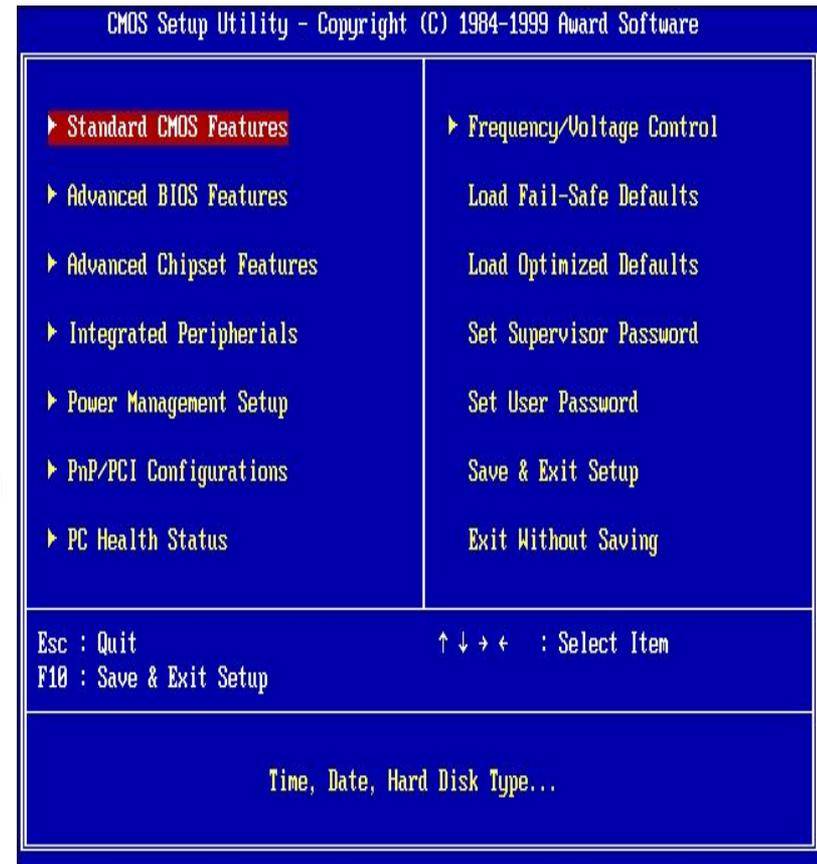 CMOS Setup Utility - Copyright (C) 1984-1999 Award Software
▶ Standard CMOS Features
▶ Advanced BIOS Features
▶ Advanced Chipset Features
▶ Integrated Peripherials
▶ Power Management Setup
▶ PnP/PCI Configurations
▶ PC Health Status
▶ Frequency/Voltage Control
Load Fail-Safe Defaults
Load Optimized Defaults
Set Supervisor Password
Set User Password
Save & Exit Setup
Exit Without Saving
Esc : Quit
F10 : Save & Exit Setup
↑ ↓ → ← : Select Item
Time, Date, Hard Disk Type...